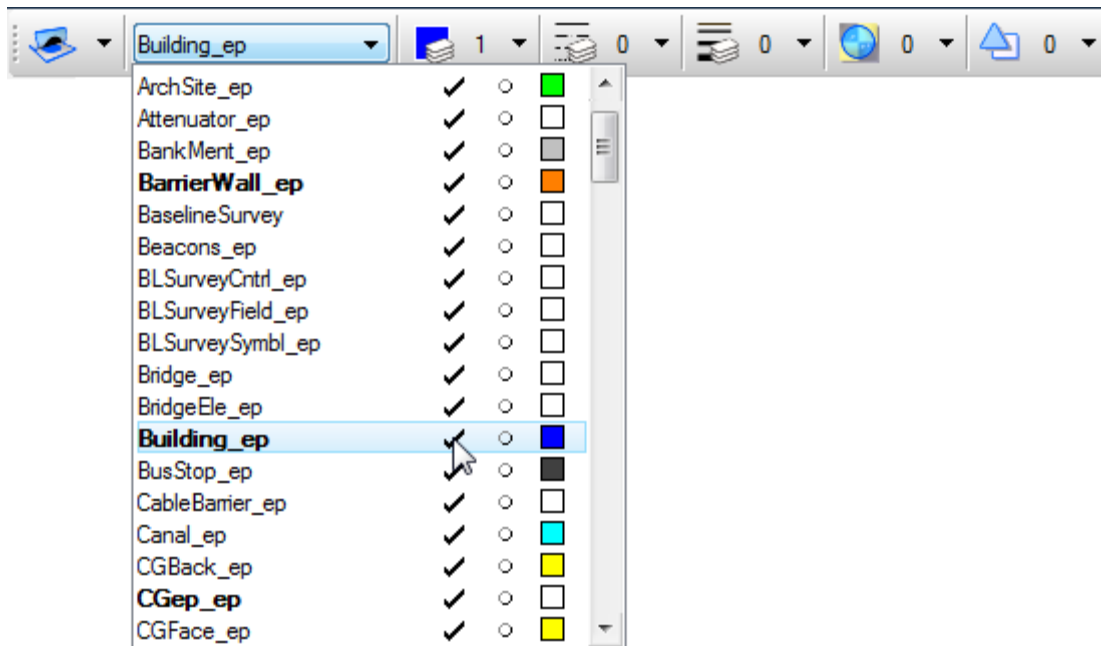 Building_ep 1 0 0 0 0
ArchSite_ep
Attenuator_ep
BankMent_ep
BarrierWall_ep
BaselineSurvey
Beacons_ep
BLSurveyCntrl_ep
BLSurveyField_ep
BLSurveySymbl_ep
Bridge_ep
BridgeEle_ep
Building_ep
BusStop_ep
CableBarrier_ep
Canal_ep
CGBack_ep
CGep_ep
CGFace_ep